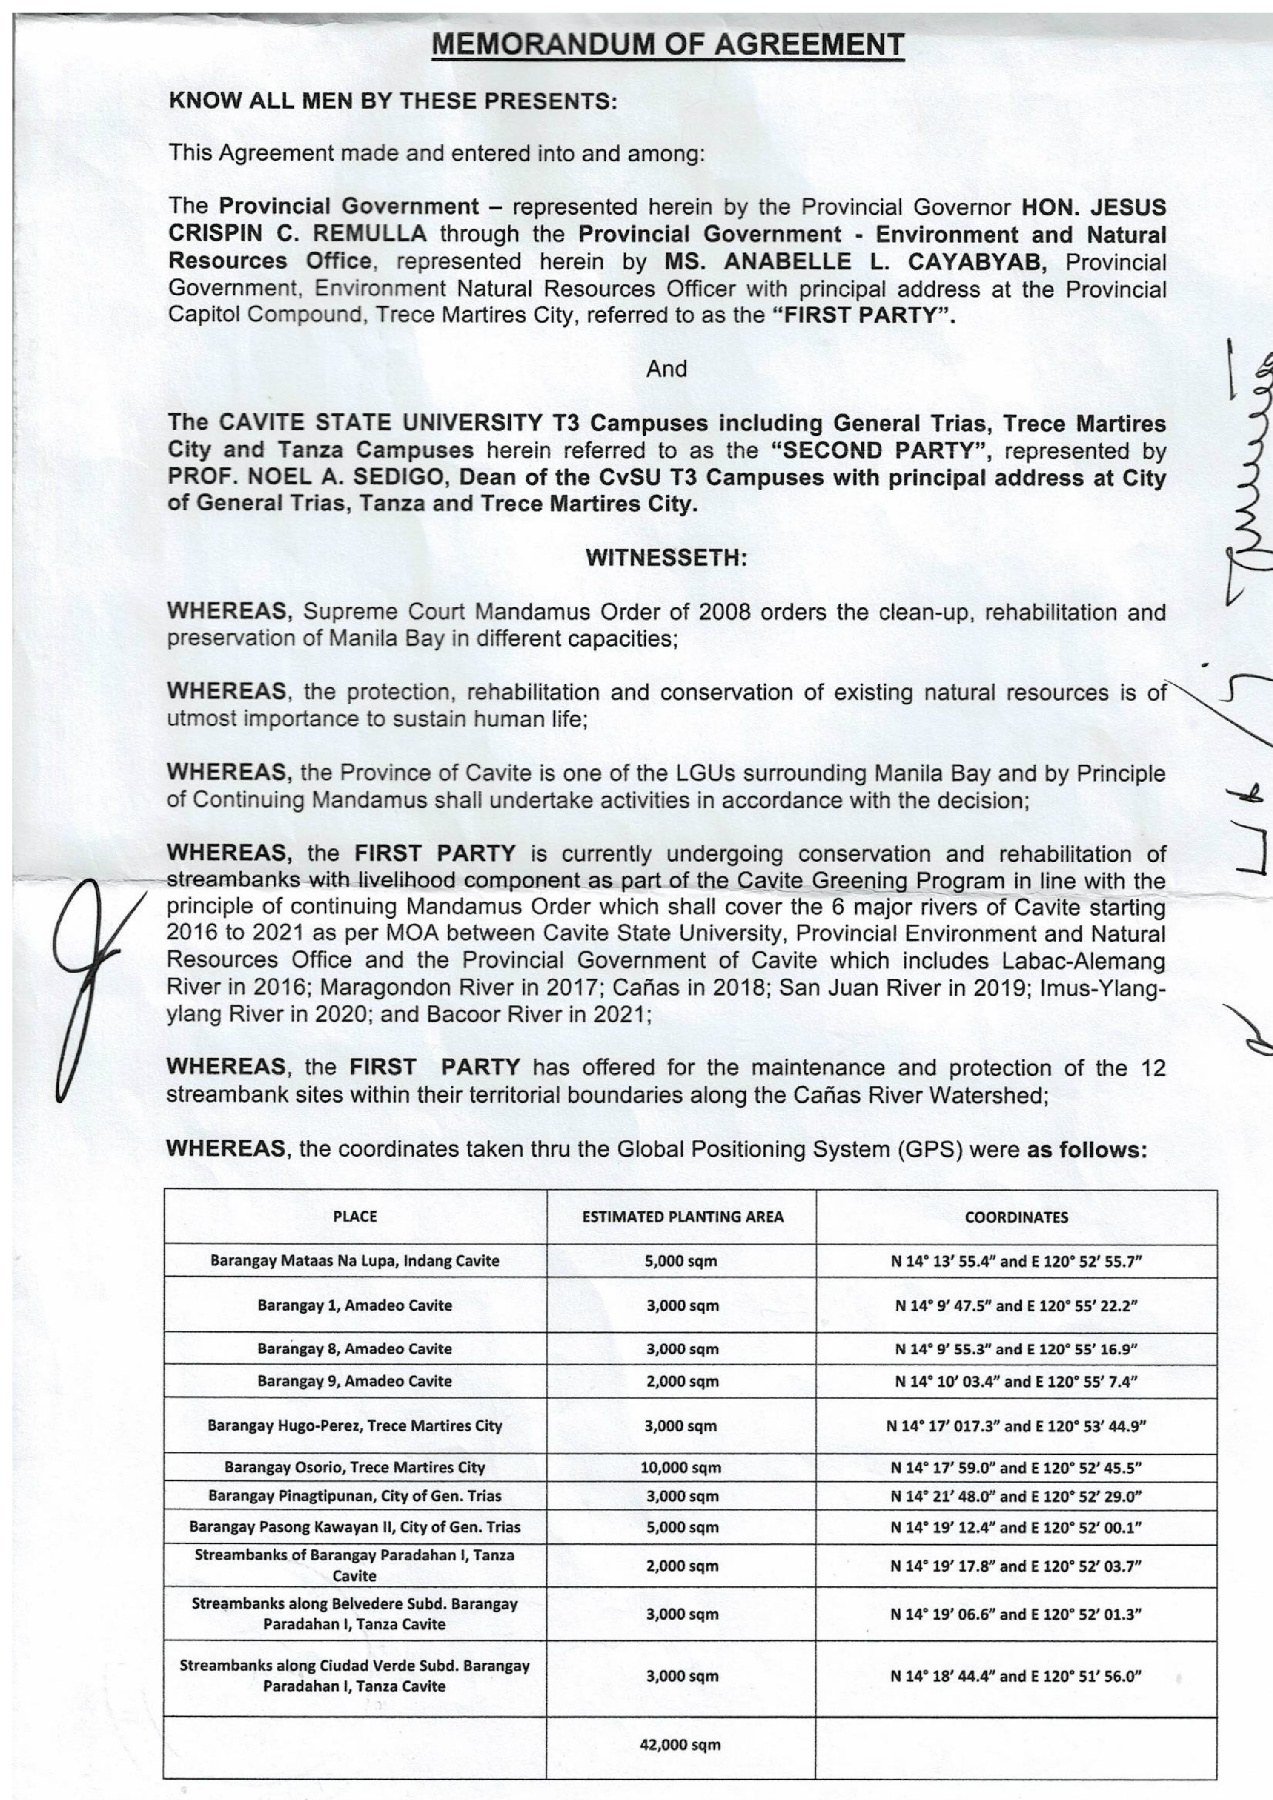 MEMORANDUM OF AGREEMENT
KNOW ALL MEN BY THESE PRESENTS:
This Agreement made and entered into and among:
The Provincial Government – represented herein by the Provincial Governor HON. JESUS
CRISPIN C. REMULLA through the Provincial Government - Environment and Natural
Resources Office, represented herein by MS. ANABELLE L. CAYABYAB, Provincial
Government, Environment Natural Resources Officer with principal address at the Provincial
Capitol Compound, Trece Martires City, referred to as the “FIRST PARTY”.
And
The CAVITE STATE UNIVERSITY T3 Campuses including General Trias, Trece Martires
City and Tanza Campuses herein referred to as the “SECOND PARTY”, represented by
PROF. NOEL A. SEDIGO, Dean of the CvSU T3 Campuses with principal address at City
of General Trias, Tanza and Trece Martires City.
WITNESSETH:
WHEREAS, Supreme Court Mandamus Order of 2008 orders the clean-up, rehabilitation and
preservation of Manila Bay in different capacities;
WHEREAS, the protection, rehabilitation and conservation of existing natural resources is of
utmost importance to sustain human life;
WHEREAS, the Province of Cavite is one of the LGUs surrounding Manila Bay and by Principle
of Continuing Mandamus shall undertake activities in accordance with the decision;
WHEREAS, the FIRST PARTY is currently undergoing conservation and rehabilitation of
streambanks with livelihood component as part of the Cavite Greening Program in line with the
principle of continuing Mandamus Order which shall cover the 6 major rivers of Cavite starting
2016 to 2021 as per MOA between Cavite State University, Provincial Environment and Natural
Resources Office and the Provincial Government of Cavite which includes Labac-Alemang
River in 2016; Maragondon River in 2017; Cañas in 2018; San Juan River in 2019; Imus-Ylang-
ylang River in 2020; and Bacoor River in 2021;
WHEREAS, the FIRST PARTY has offered for the maintenance and protection of the 12
streambank sites within their territorial boundaries along the Cañas River Watershed;
WHEREAS, the coordinates taken thru the Global Positioning System (GPS) were as follows:
PLACE ESTIMATED PLANTING AREA COORDINATES
Barangay Mataas Na Lupa, Indang Cavite 5,000 sqm N 14° 13’ 55.4” and E 120° 52’ 55.7”
Barangay 1, Amadeo Cavite 3,000 sqm N 14° 9’ 47.5” and E 120° 55’ 22.2”
Barangay 8, Amadeo Cavite 3,000 sqm N 14° 9’ 55.3” and E 120° 55’ 16.9”
Barangay 9, Amadeo Cavite 2,000 sqm N 14° 10’ 03.4” and E 120° 55’ 7.4”
Barangay Hugo-Perez, Trece Martires City 3,000 sqm N 14° 17’ 017.3” and E 120° 53’ 44.9”
Barangay Osorio, Trece Martires City 10,000 sqm N 14° 17’ 59.0” and E 120° 52’ 45.5”
Barangay Pinagtipunan, City of Gen. Trias 3,000 sqm N 14° 21’ 48.0” and E 120° 52’ 29.0”
Barangay Pasong Kawayan II, City of Gen. Trias 5,000 sqm N 14° 19’ 12.4” and E 120° 52’ 00.1”
Streambanks of Barangay Paradahan I, Tanza
Cavite 2,000 sqm N 14° 19’ 17.8” and E 120° 52’ 03.7”
Streambanks along Belvedere Subd. Barangay
Paradahan I, Tanza Cavite 3,000 sqm N 14° 19’ 06.6” and E 120° 52’ 01.3”
Streambanks along Ciudad Verde Subd. Barangay
Paradahan I, Tanza Cavite 3,000 sqm N 14° 18’ 44.4” and E 120° 51’ 56.0”
42,000 sqm